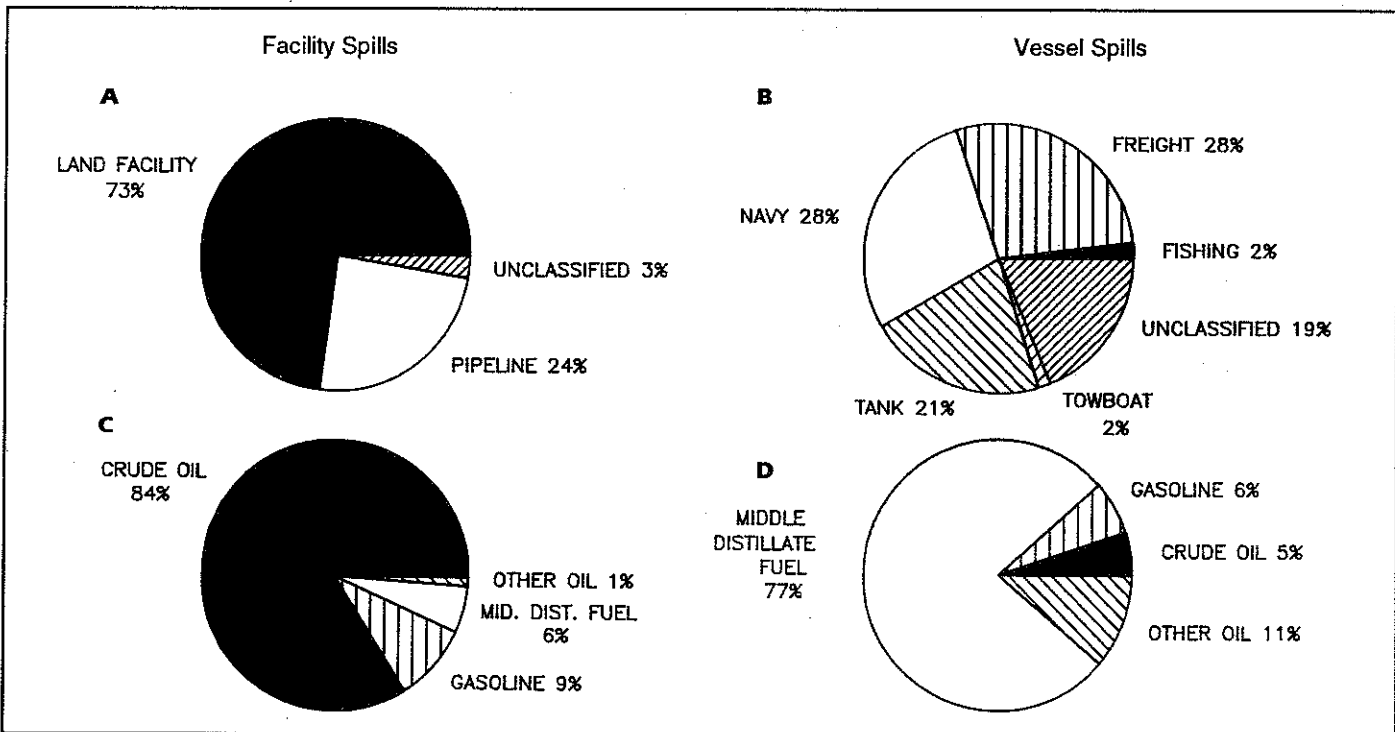 Facility Spills
Vessel Spills
A
LAND FACILITY
73%
UNCLASSIFIED 3%
PIPELINE 24%
B
FREIGHT 28%
NAVY 28%
FISHING 2%
UNCLASSIFIED 19%
TANK 21%
TOWBOAT
2%
C
CRUDE OIL
84%
OTHER OIL 1%
MID. DIST. FUEL
6%
GASOLINE 9%
D
GASOLINE 6%
MIDDLE
DISTILLATE
FUEL
77%
CRUDE OIL 5%
OTHER OIL 11%